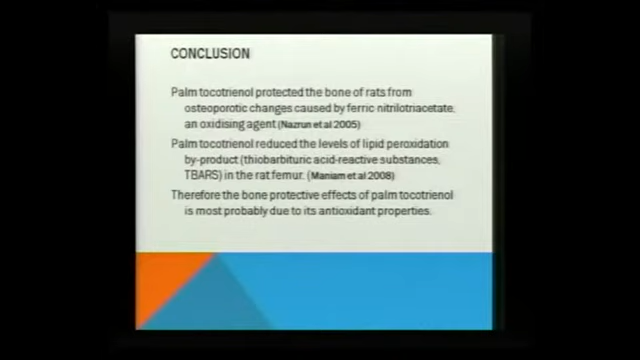 CONCLUSION
Palm tocotrienol protected the bone of rats from
osteoporotic changes caused by ferric nitrilotriacetate,
an oxidising agent (Nazrun et al 2005)
Palm tocotrienol reduced the levels of lipid peroxidation
by-product (thiobarbituric acid-reactive substances,
TBARS) in the rat femur. (Maniam et al 2008)
Therefore the bone protective effects of palm tocotrienol
is most probably due to its antioxidant properties.